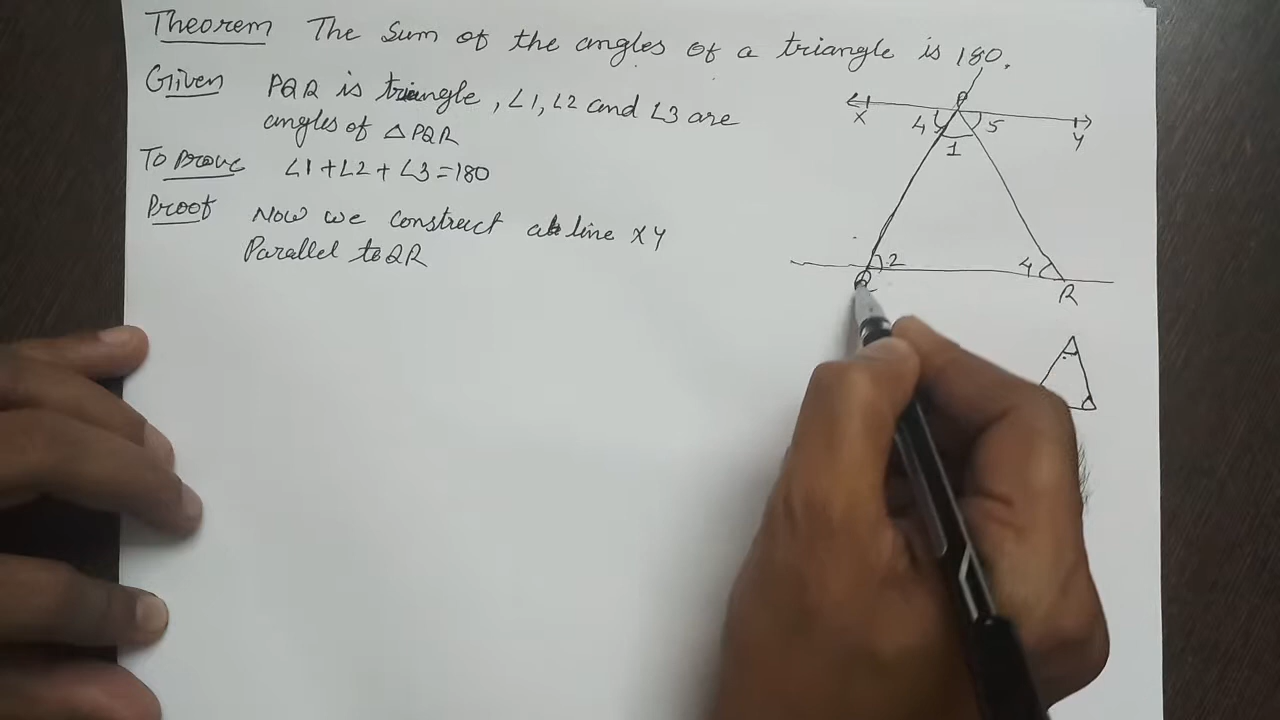 Theorem The Sum of the angles of a triangle is 180.
Given PQR is triangle, ∠1, ∠2 and ∠3 are
angles of △PQR
To prove ∠1+∠2+∠3=180
Proof Now we construct a line XY
Parallel to QR
P
X
4
5
Y
1
2
4
Q
R